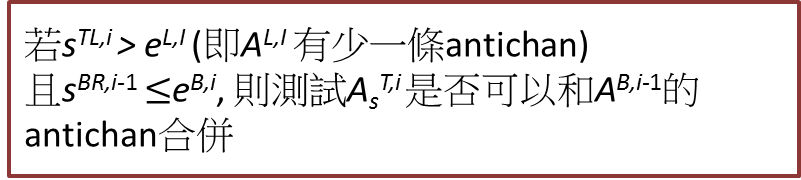 若s^TL,i > e^L,I (即A^L,I 有少一條antichan)
且s^BR,i-1 ≤e^B,i, 則測試A_s^T,i 是否可以和A^B,i-1的
antichan合併